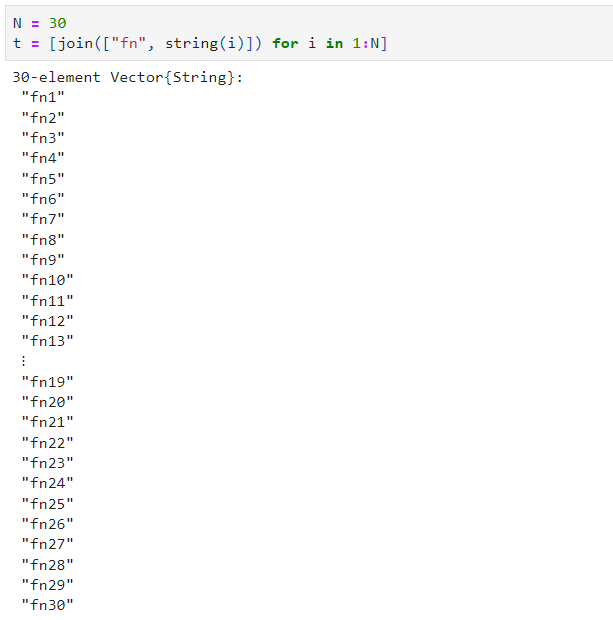 N = 30
t = [join(["fn", string(i)]) for i in 1:N]
30-element Vector{String}:
 "fn1"
 "fn2"
 "fn3"
 "fn4"
 "fn5"
 "fn6"
 "fn7"
 "fn8"
 "fn9"
 "fn10"
 "fn11"
 "fn12"
 "fn13"
 ⋮
 "fn19"
 "fn20"
 "fn21"
 "fn22"
 "fn23"
 "fn24"
 "fn25"
 "fn26"
 "fn27"
 "fn28"
 "fn29"
 "fn30"